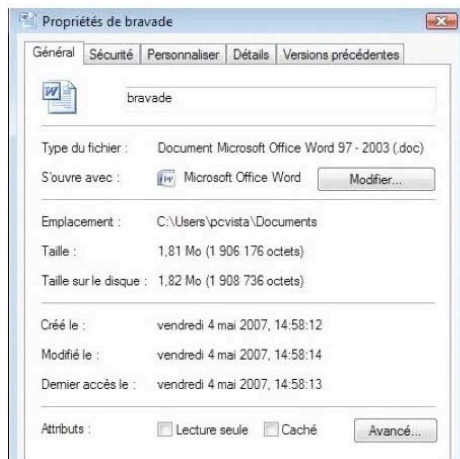 Propriétés de bravade
Général Sécurité Personnaliser Détails Versions précédentes
bravade
Type du fichier : Document Microsoft Office Word 97 - 2003 (.doc)
S'ouvre avec : Microsoft Office Word Modifier...
Emplacement : C:\Users\pcvista\Documents
Taille : 1,81 Mo (1 906 176 octets)
Taille sur le disque : 1,82 Mo (1 908 736 octets)
Créé le : vendredi 4 mai 2007, 14:58:12
Modifié le : vendredi 4 mai 2007, 14:58:14
Dernier accès le : vendredi 4 mai 2007, 14:58:13
Attributs : Lecture seule Caché Avancé...